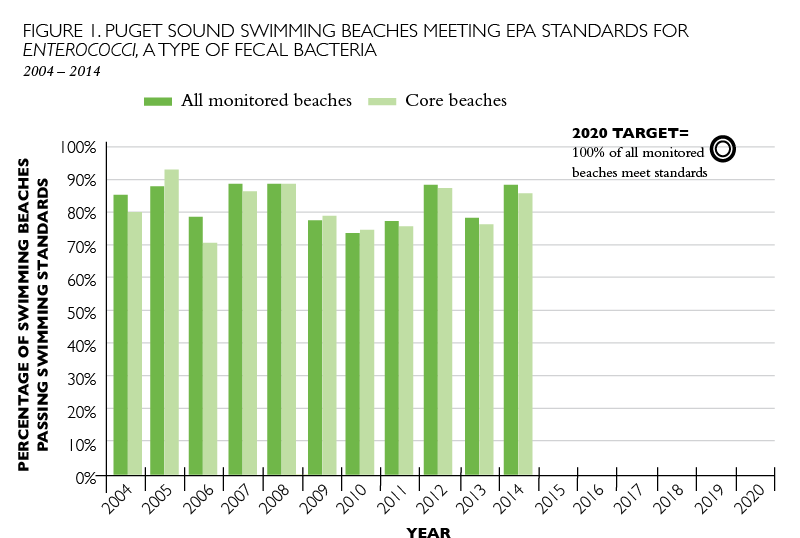 FIGURE 1. PUGET SOUND SWIMMING BEACHES MEETING EPA STANDARDS FOR
ENTEROCOCCI, A TYPE OF FECAL BACTERIA
2004 – 2014
All monitored beaches
Core beaches
2020 TARGET=
100% of all monitored
beaches meet standards
PERCENTAGE OF SWIMMING BEACHES
PASSING SWIMMING STANDARDS
100%
90%
80%
70%
60%
50%
40%
30%
20%
10%
0%
2004
2005
2006
2007
2008
2009
2010
2011
2012
2013
2014
2015
2016
2017
2018
2019
2020
YEAR